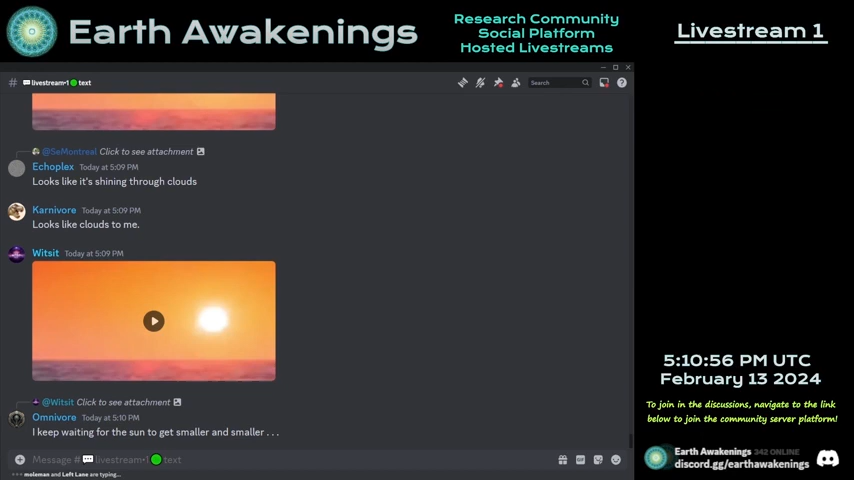 Earth Awakenings
Research Community
Social Platform
Hosted Livestreams
Livestream 1
# livestream-1 text
Search
@SeMontreal Click to see attachment
Echoplex Today at 5:09 PM
Looks like it's shining through clouds
Karnivore Today at 5:09 PM
Looks like clouds to me.
Witsit Today at 5:09 PM
@Witsit Click to see attachment
Omnivore Today at 5:10 PM
I keep waiting for the sun to get smaller and smaller . . .
Message # livestream-1 text
GIF
moleman and Left Lane are typing...
5:10:56 PM UTC
February 13 2024
To join in the discussions, navigate to the link
below to join the community server platform!
Earth Awakenings 342 ONLINE
discord.gg/earthawakenings